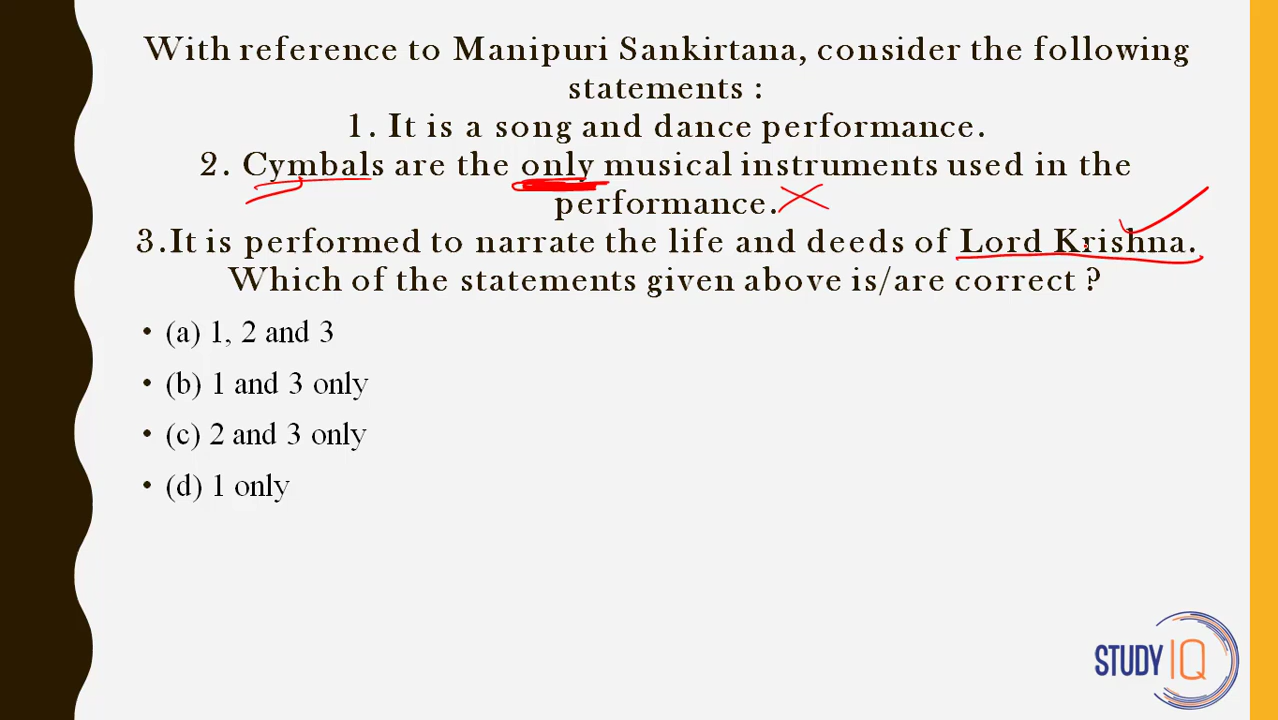 With reference to Manipuri Sankirtana, consider the following
statements :
1. It is a song and dance performance.
2. Cymbals are the only musical instruments used in the
performance.
3.It is performed to narrate the life and deeds of Lord Krishna.
Which of the statements given above is/are correct ?
• (a) 1, 2 and 3
• (b) 1 and 3 only
• (c) 2 and 3 only
• (d) 1 only
STUDY IQ